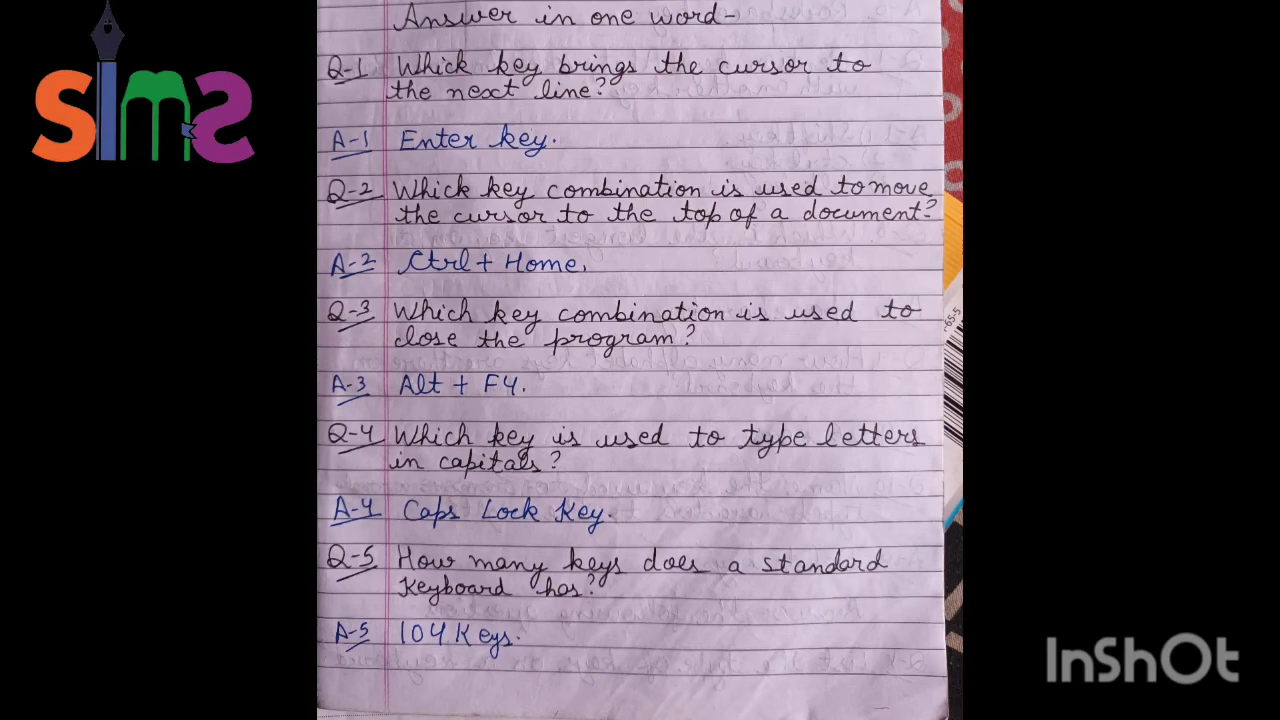 sims
Answer in one word-
Q-1 Which key brings the cursor to
the next line?
A-1 Enter key.
Q-2 Which key combination is used to move
the cursor to the top of a document?
A-2 Ctrl + Home.
Q-3 Which key combination is used to
close the program?
A-3 Alt + F4.
Q-4 Which key is used to type letters
in capitals?
A-4 Caps Lock Key.
Q-5 How many keys does a standard
Keyboard has?
A-5 104 Keys.
-65-5
InShOt